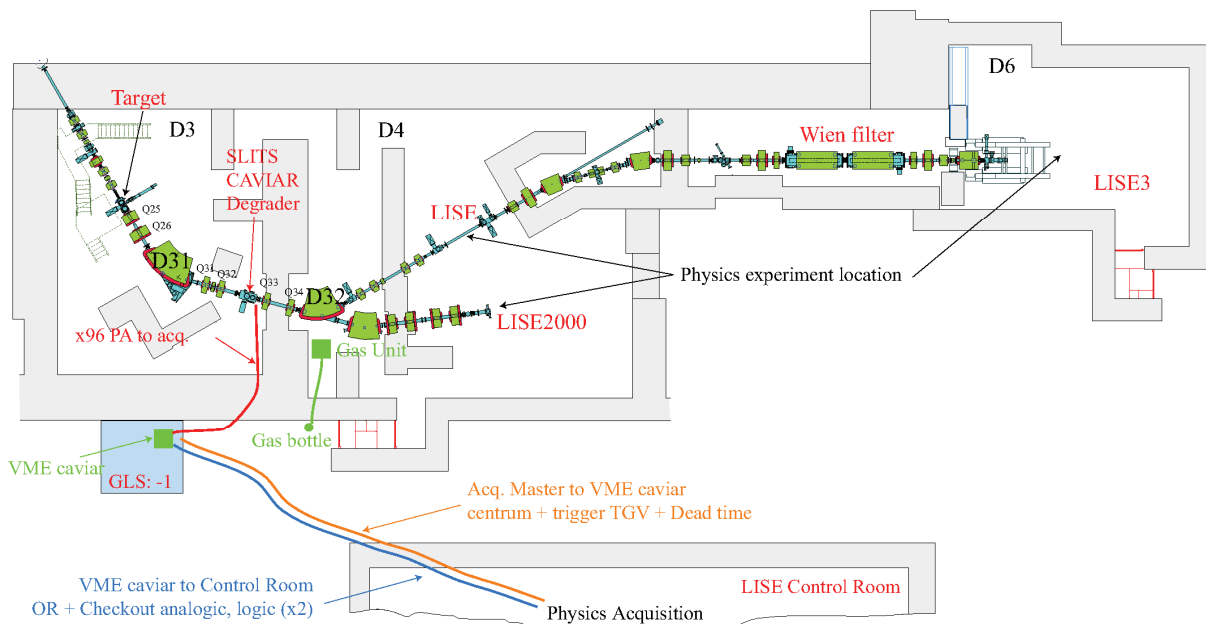 D6
Target
D3
D4
Wien filter
SLITS
CAVIAR
Degrader
LISE3
Q25
LISE
Q26
D31
Q31
Q32
Q33
Q34
D32
Physics experiment location
LISE2000
x96 PA to acq.
Gas Unit
Gas bottle
VME caviar
GLS: -1
Acq. Master to VME caviar
centrum + trigger TGV + Dead time
VME caviar to Control Room
OR + Checkout analogic, logic (x2)
LISE Control Room
Physics Acquisition